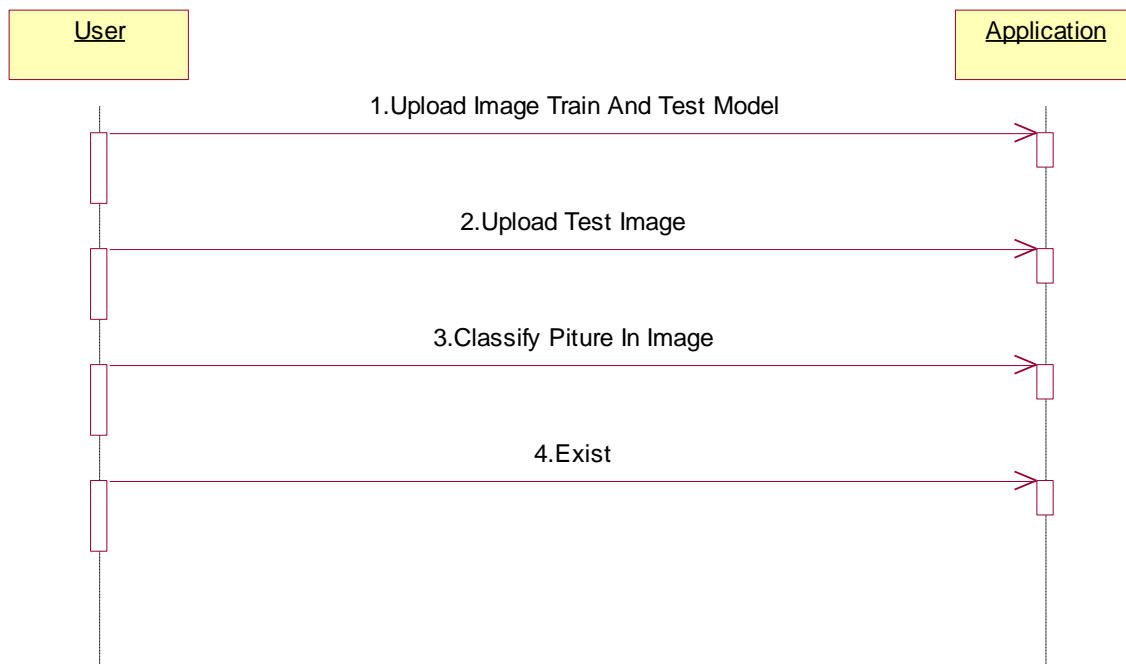 User
Application
1.Upload Image Train And Test Model
2.Upload Test Image
3.Classify Piture In Image
4.Exist